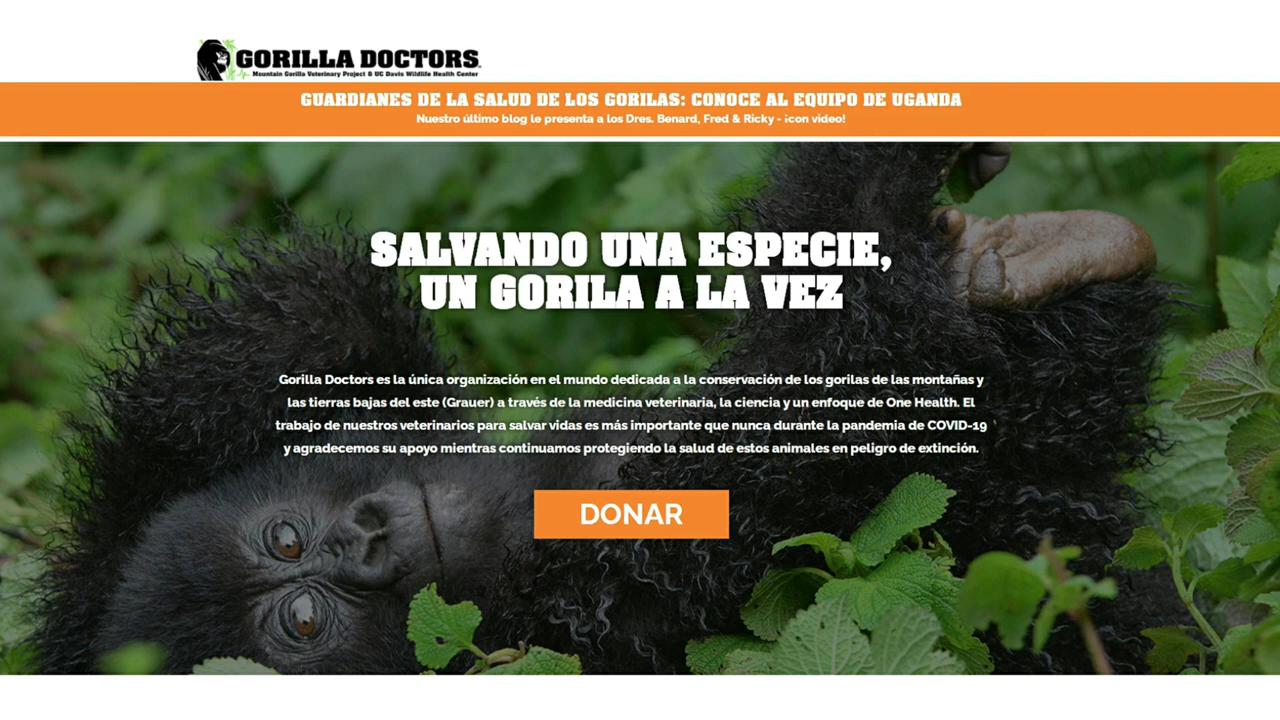 GORILLA DOCTORS
Mountain Gorilla Veterinary Project & UC Davis Wildlife Health Center
GUARDIANES DE LA SALUD DE LOS GORILAS: CONOCE AL EQUIPO DE UGANDA
Nuestro último blog le presenta a los Dres. Benard, Fred & Ricky - ¡con video!
SALVANDO UNA ESPECIE,
UN GORILA A LA VEZ
Gorilla Doctors es la única organización en el mundo dedicada a la conservación de los gorilas de las montañas y
las tierras bajas del este (Grauer) a través de la medicina veterinaria, la ciencia y un enfoque de One Health. El
trabajo de nuestros veterinarios para salvar vidas es más importante que nunca durante la pandemia de COVID-19
y agradecemos su apoyo mientras continuamos protegiendo la salud de estos animales en peligro de extinción.
DONAR